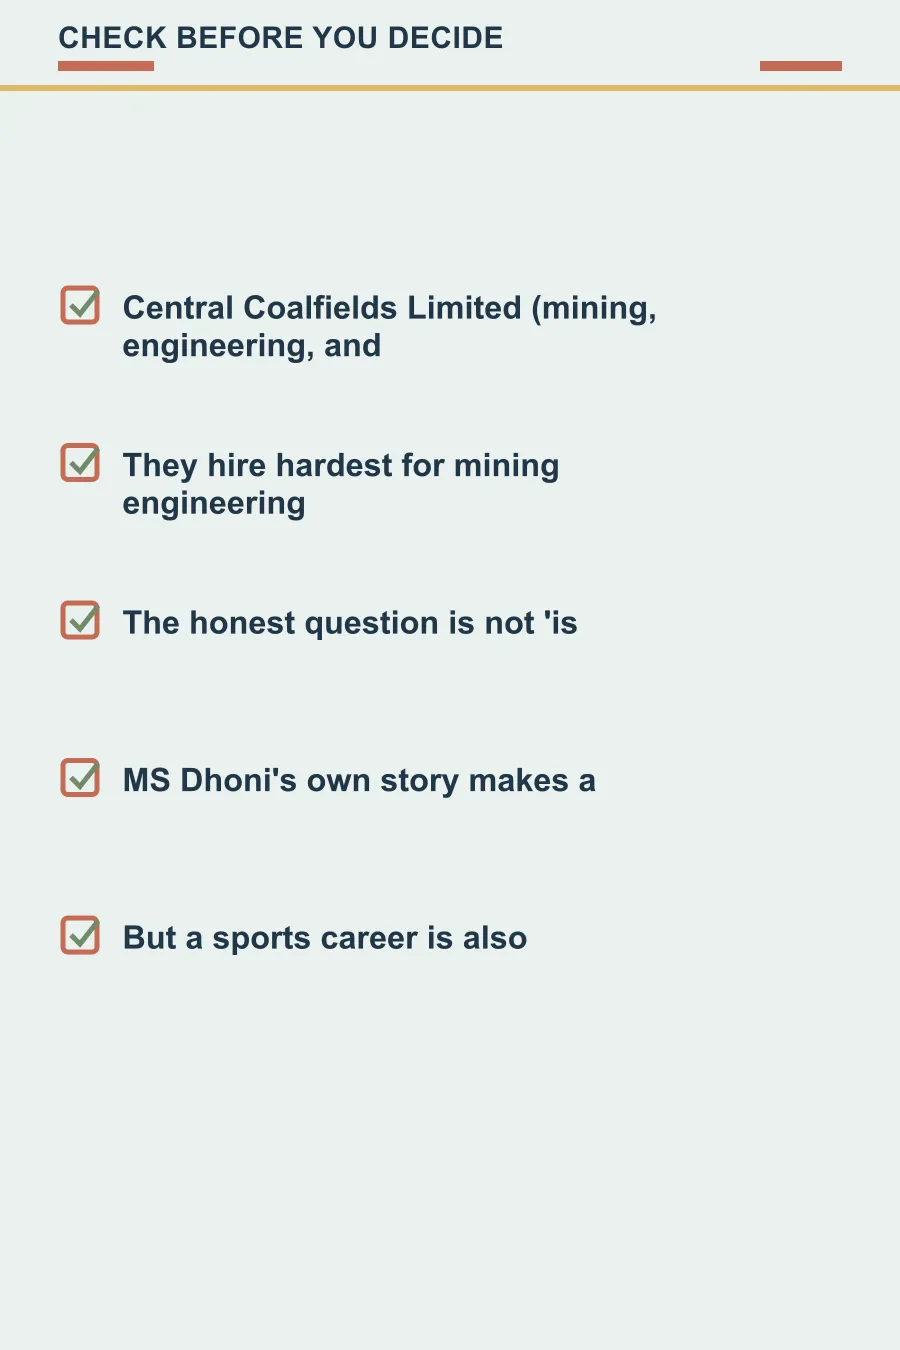 CHECK BEFORE YOU DECIDE
Central Coalfields Limited (mining,
engineering, and
They hire hardest for mining
engineering
The honest question is not 'is
MS Dhoni's own story makes a
But a sports career is also